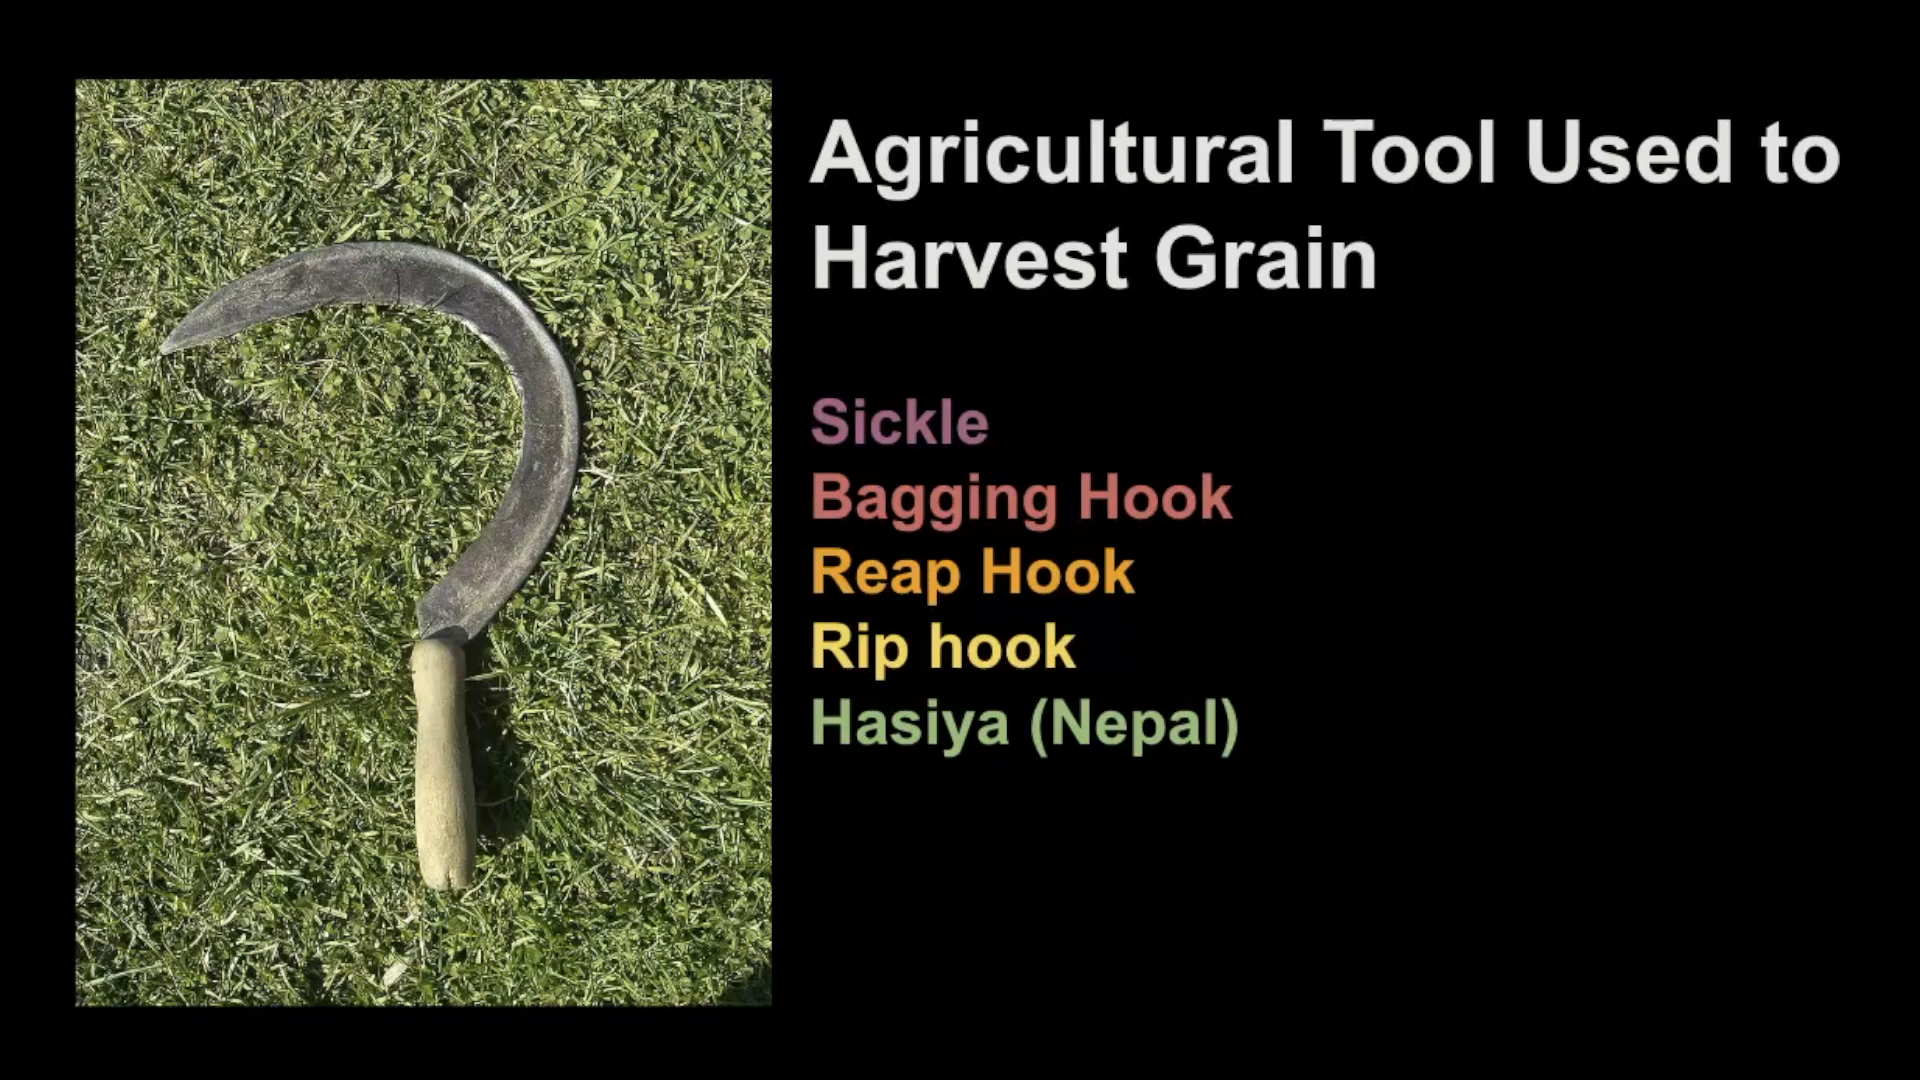 Agricultural Tool Used to
Harvest Grain
Sickle
Bagging Hook
Reap Hook
Rip hook
Hasiya (Nepal)